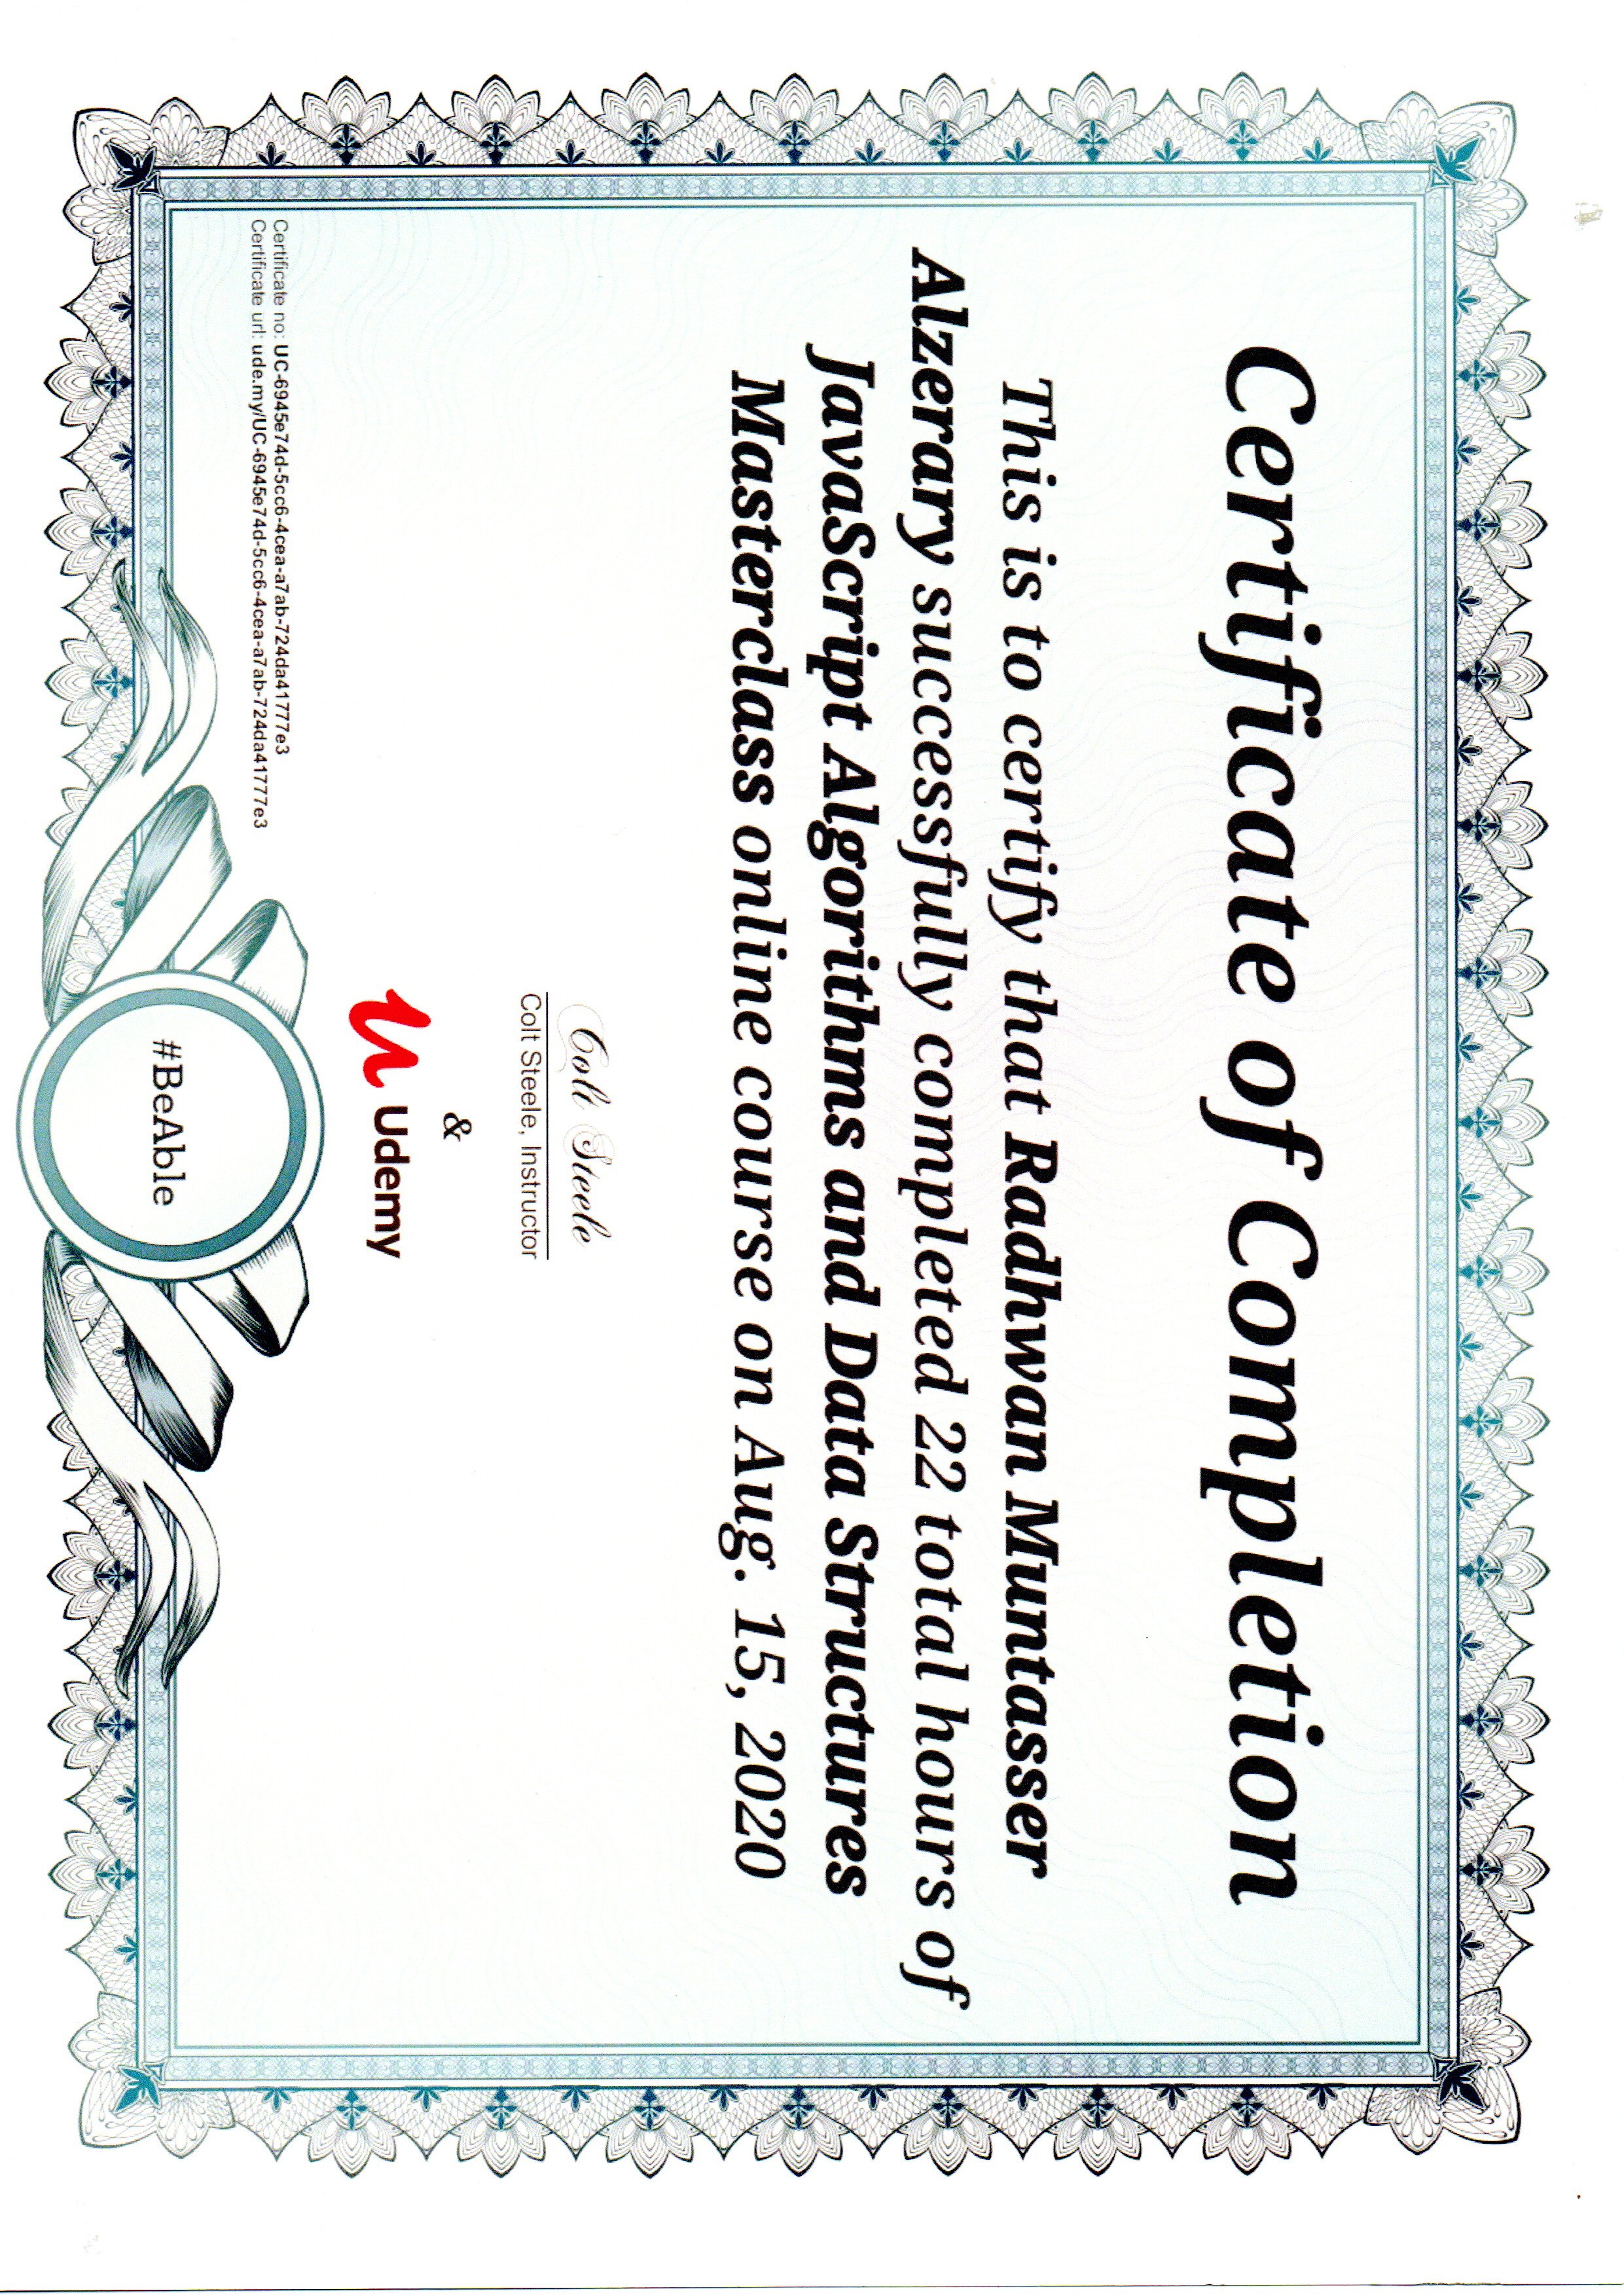 Certificate of Completion
This is to certify that Radhwan Muntasser
Alzerary successfully completed 22 total hours of
JavaScript Algorithms and Data Structures
Masterclass online course on Aug. 15, 2020
Colt Steele
Colt Steele, Instructor
&
Udemy
Certificate no: UC-6945e74d-5cc6-4cea-a7ab-724da41777e3
Certificate url: ude.my/UC-6945e74d-5cc6-4cea-a7ab-724da41777e3
#BeAble